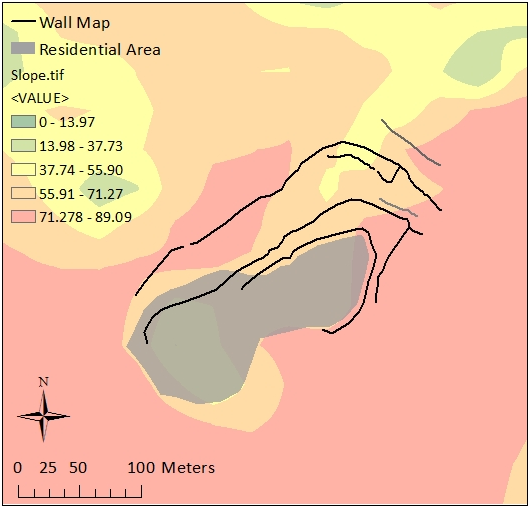 Wall Map
Residential Area
Slope.tif
<VALUE>
0 - 13.97
13.98 - 37.73
37.74 - 55.90
55.91 - 71.27
71.278 - 89.09
N
0 25 50 100 Meters